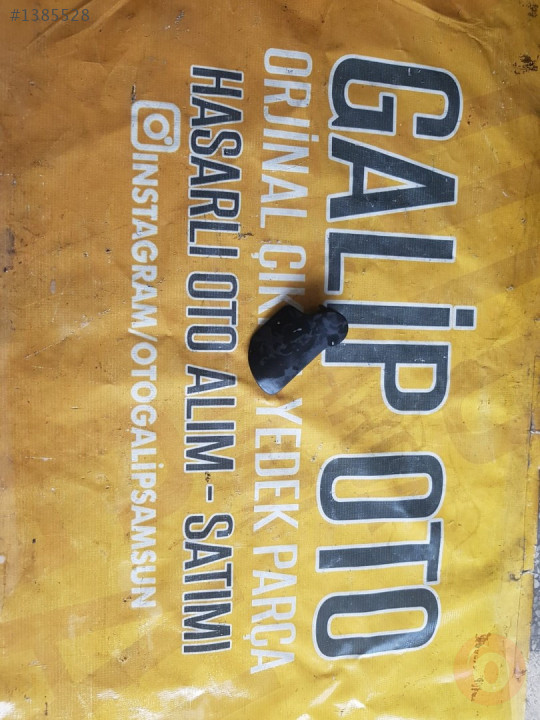 #1385528
GALİP OTO
ORJİNAL ÇIK YEDEK PARÇA
HASARLI OTO ALIM - SATIMI
INSTAGRAM/OTOGALIPSAMSUN